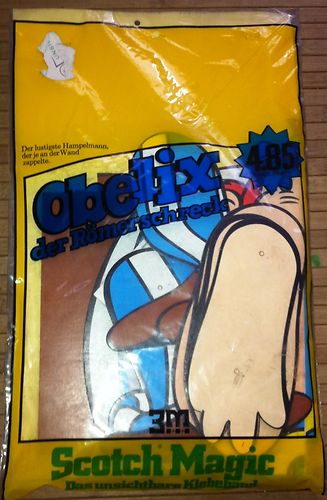 Der lustigste Hampelmann,
der je an der Wand
zappelte.
4.85
Obelix
der Römerschreck
3M
Scotch Magic
Das unsichtbare Klebeband